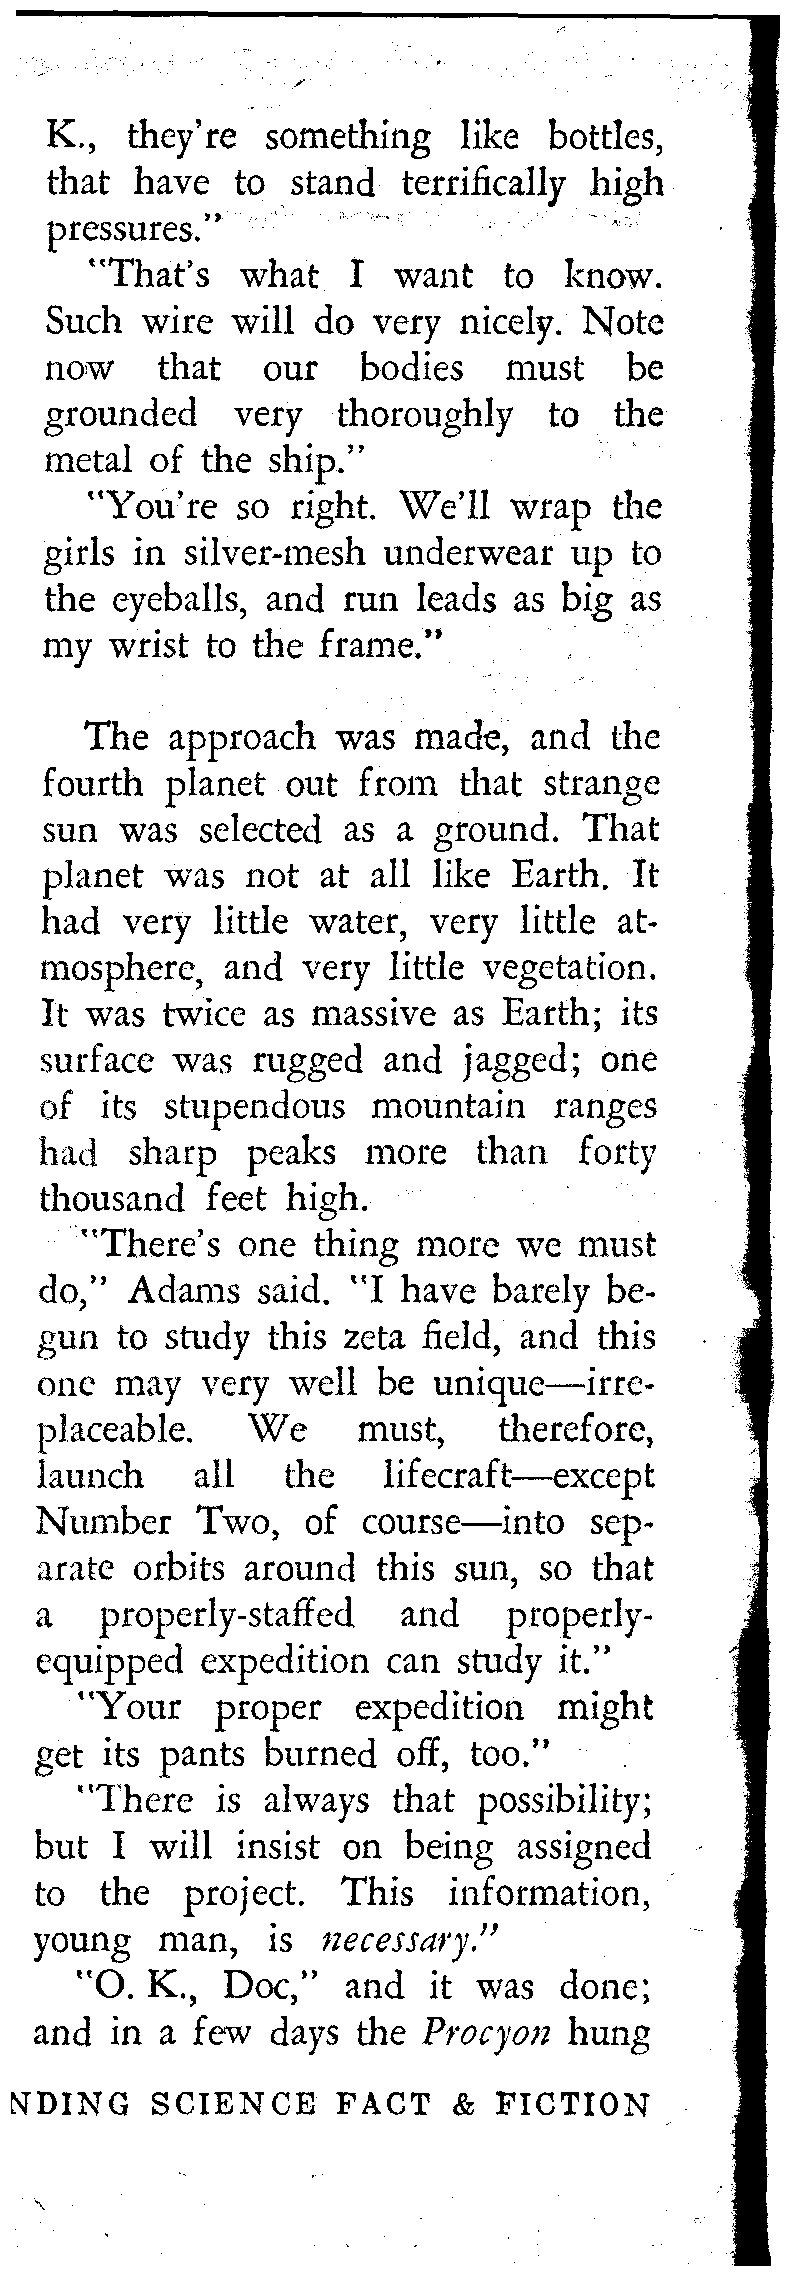 K., they're something like bottles,
that have to stand terrifically high
pressures."
"That's what I want to know.
Such wire will do very nicely. Note
now that our bodies must be
grounded very thoroughly to the
metal of the ship."
"You're so right. We'll wrap the
girls in silver-mesh underwear up to
the eyeballs, and run leads as big as
my wrist to the frame."
The approach was made, and the
fourth planet out from that strange
sun was selected as a ground. That
planet was not at all like Earth. It
had very little water, very little at-
mosphere, and very little vegetation.
It was twice as massive as Earth; its
surface was rugged and jagged; one
of its stupendous mountain ranges
had sharp peaks more than forty
thousand feet high.
"There's one thing more we must
do," Adams said. "I have barely be-
gun to study this zeta field, and this
one may very well be unique—irre-
placeable. We must, therefore,
launch all the lifecraft—except
Number Two, of course—into sep-
arate orbits around this sun, so that
a properly-staffed and properly-
equipped expedition can study it."
"Your proper expedition might
get its pants burned off, too."
"There is always that possibility;
but I will insist on being assigned
to the project. This information,
young man, is necessary."
"O. K., Doc," and it was done;
and in a few days the Procyon hung
NDING SCIENCE FACT & FICTION